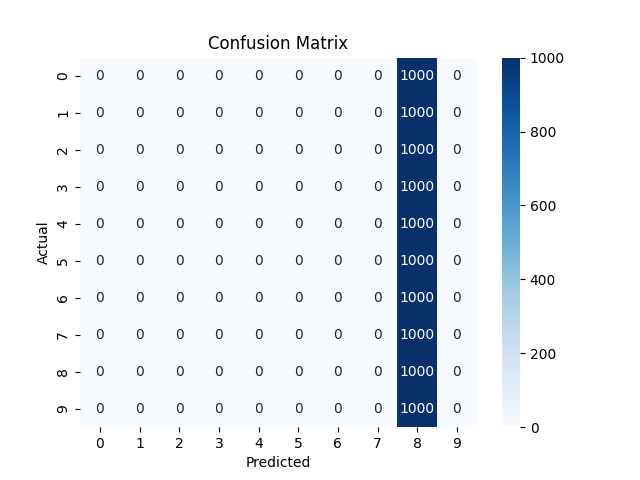 Confusion Matrix
Actual
0 0 0 0 0 0 0 0 0 1000 0
1 0 0 0 0 0 0 0 0 1000 0
2 0 0 0 0 0 0 0 0 1000 0
3 0 0 0 0 0 0 0 0 1000 0
4 0 0 0 0 0 0 0 0 1000 0
5 0 0 0 0 0 0 0 0 1000 0
6 0 0 0 0 0 0 0 0 1000 0
7 0 0 0 0 0 0 0 0 1000 0
8 0 0 0 0 0 0 0 0 1000 0
9 0 0 0 0 0 0 0 0 1000 0
0 1 2 3 4 5 6 7 8 9
Predicted
1000
800
600
400
200
0